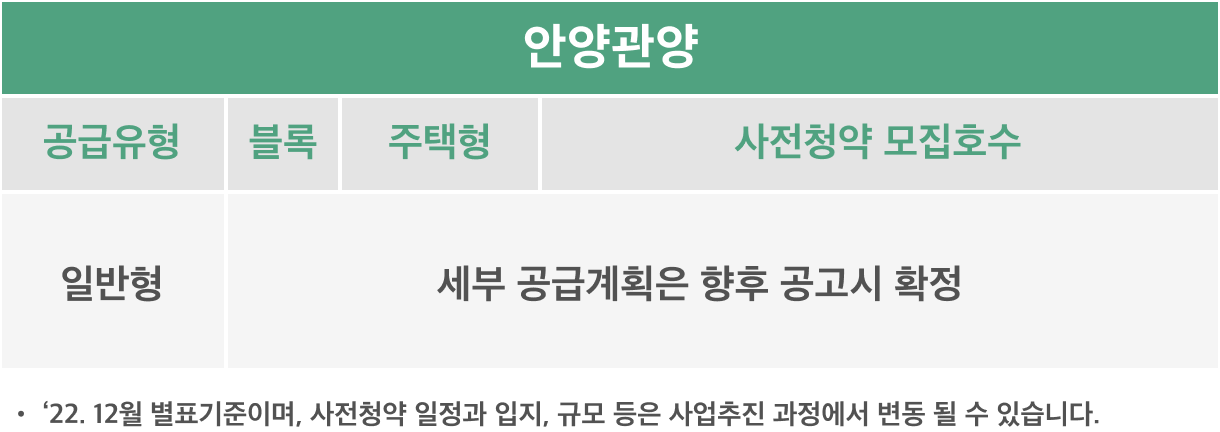 안양관양
공급유형 블록 주택형 사전청약 모집호수
일반형 세부 공급계획은 향후 공고시 확정
• ‘22. 12월 별표기준이며, 사전청약 일정과 입지, 규모 등은 사업추진 과정에서 변동 될 수 있습니다.